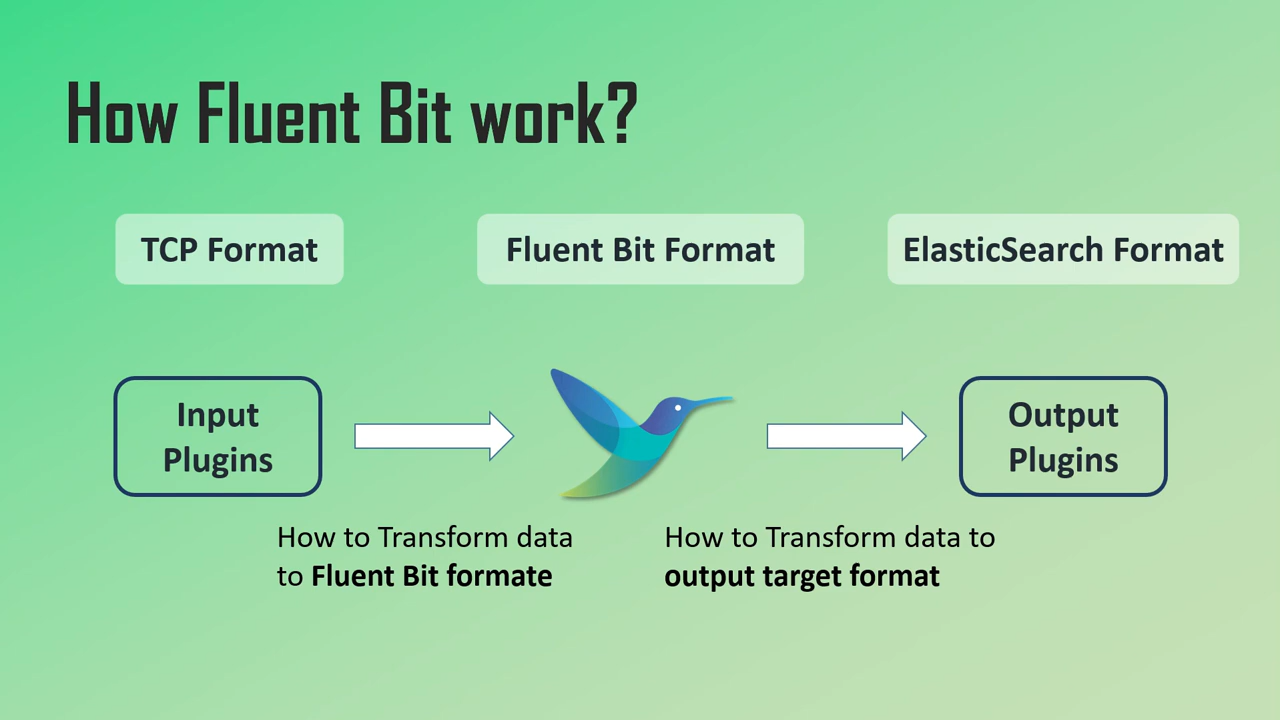 How Fluent Bit work?
TCP Format
Fluent Bit Format
ElasticSearch Format
Input
Plugins
Output
Plugins
How to Transform data
to Fluent Bit formate
How to Transform data to
output target format